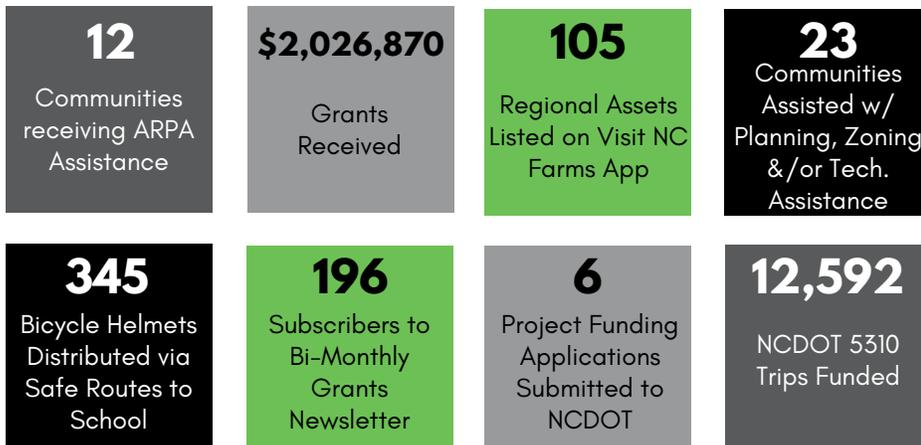 12
Communities
receiving ARPA
Assistance
$2,026,870
Grants
Received
105
Regional Assets
Listed on Visit NC
Farms App
23
Communities
Assisted w/
Planning, Zoning
&/or Tech.
Assistance
345
Bicycle Helmets
Distributed via
Safe Routes to
School
196
Subscribers to
Bi-Monthly
Grants
Newsletter
6
Project Funding
Applications
Submitted to
NCDOT
12,592
NCDOT 5310
Trips Funded